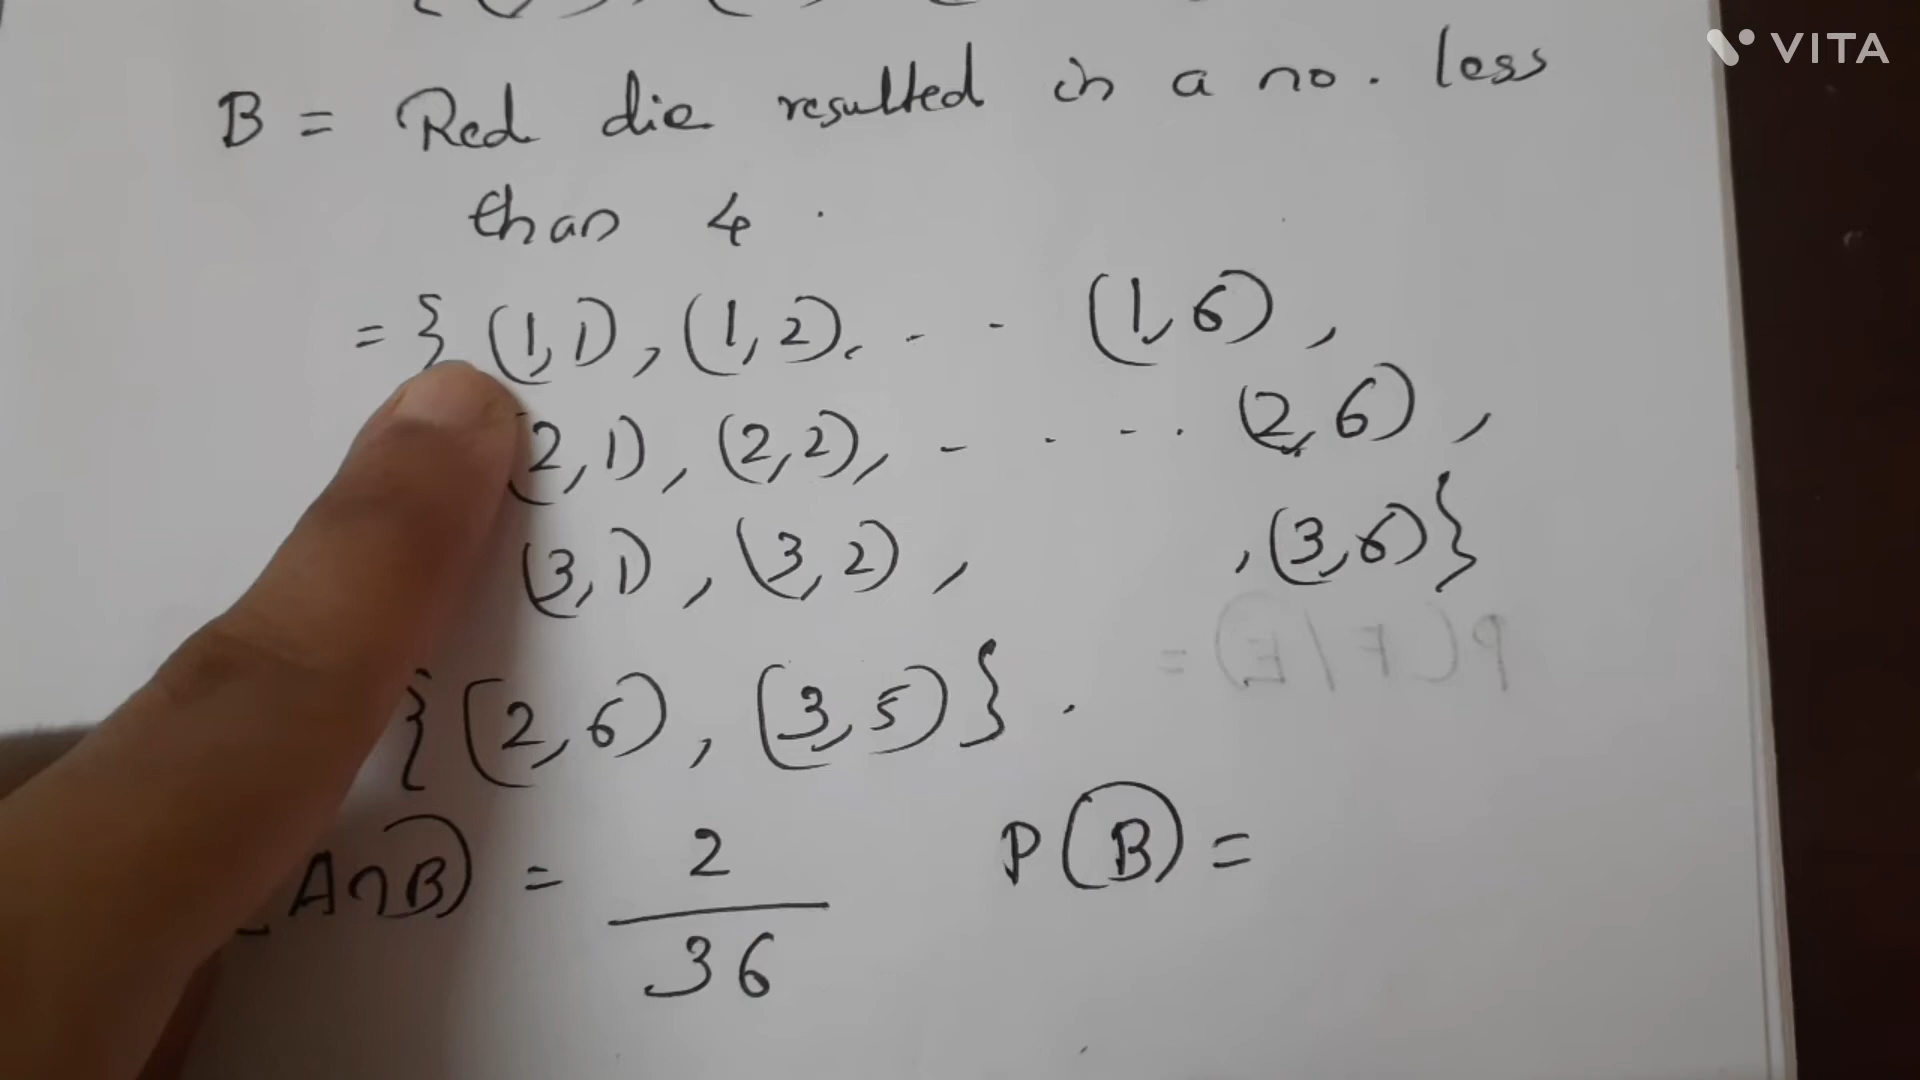 VITA
B = Red die resulted in a no. less
than 4.
= { (1,1), (1,2), . - (1,6),
2,1), (2,2), - . - . . (2,6),
(3,1), (3,2), , (3,6)}
P(F/E) =
{(2,6), (3,5)}.
A∩B) = 2/36 P(B) =